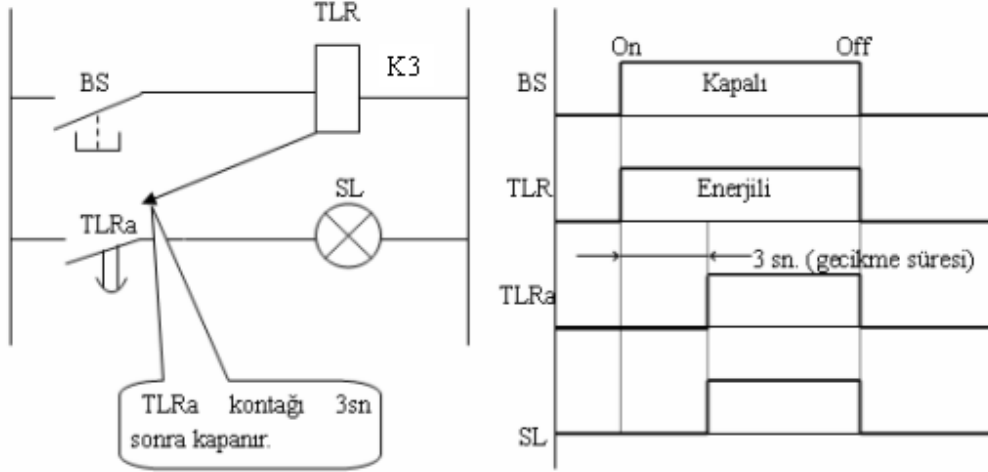 TLR
K3
BS
SL
TLRa
TLRa kontağı 3sn
sonra kapanır.
On
Off
BS
Kapalı
TLR
Enerjili
3 sn. (gecikme süresi)
TLRa
SL